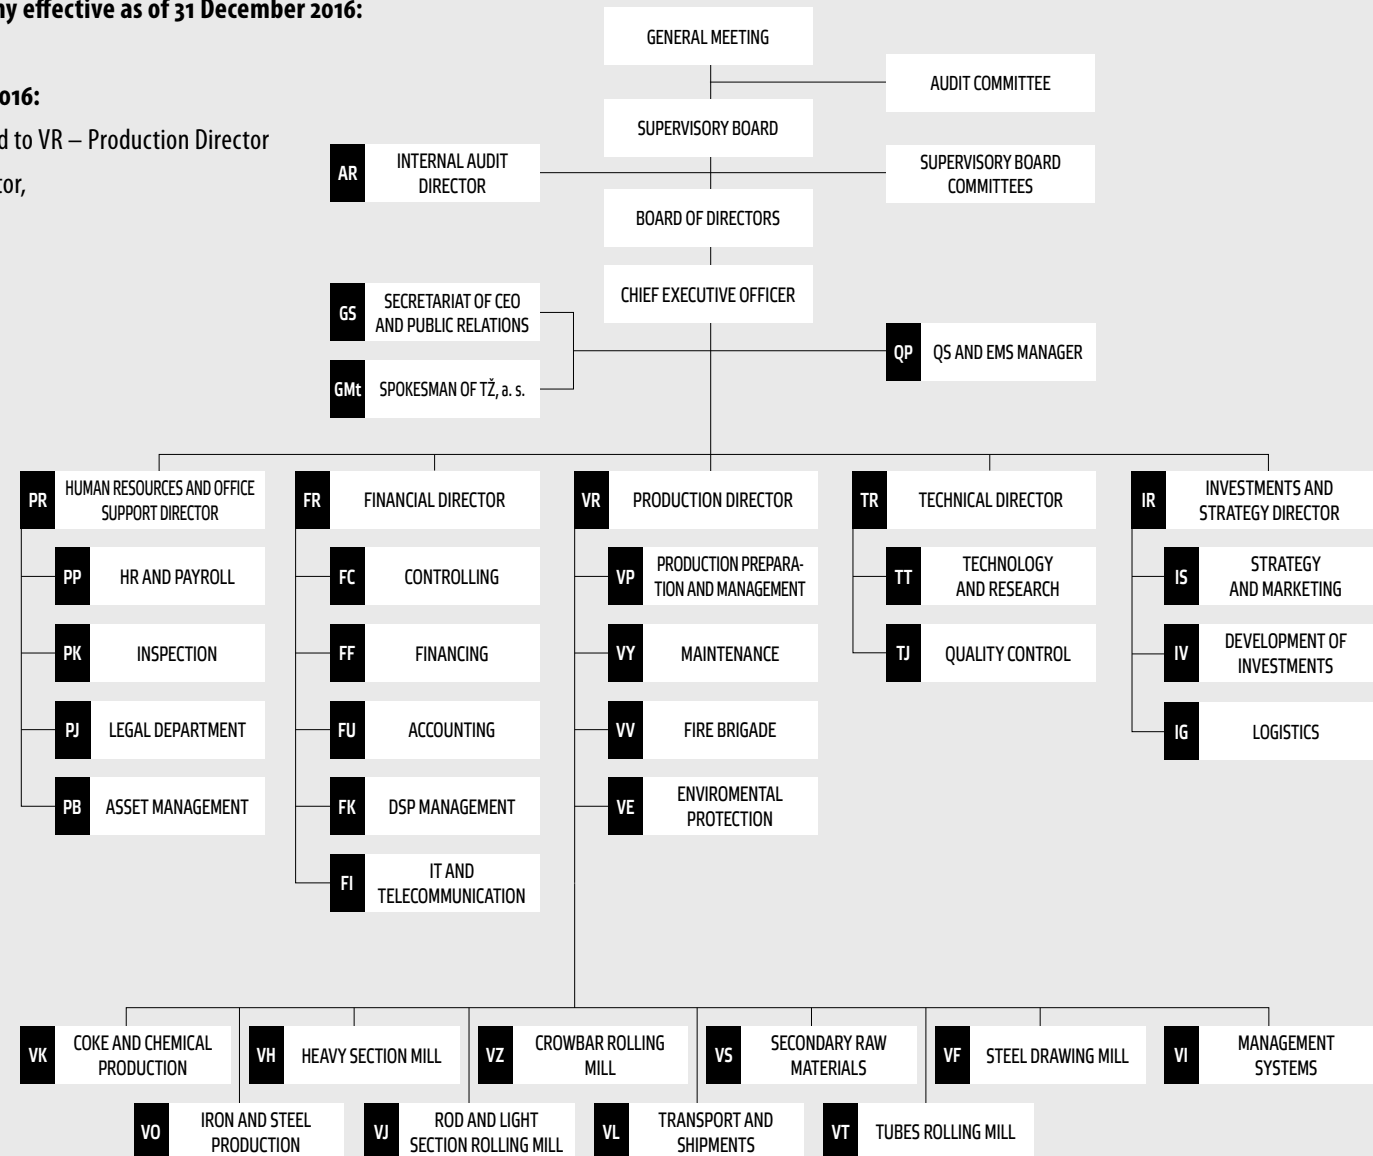 ny effective as of 31 December 2016:
016:
d to VR – Production Director
tor,
GENERAL MEETING
AUDIT COMMITTEE
SUPERVISORY BOARD
AR
INTERNAL AUDIT
DIRECTOR
SUPERVISORY BOARD
COMMITTEES
BOARD OF DIRECTORS
CHIEF EXECUTIVE OFFICER
GS
SECRETARIAT OF CEO
AND PUBLIC RELATIONS
QP
QS AND EMS MANAGER
GMt
SPOKESMAN OF TŽ, a. s.
PR
HUMAN RESOURCES AND OFFICE
SUPPORT DIRECTOR
FR
FINANCIAL DIRECTOR
VR
PRODUCTION DIRECTOR
TR
TECHNICAL DIRECTOR
IR
INVESTMENTS AND
STRATEGY DIRECTOR
PP
HR AND PAYROLL
FC
CONTROLLING
VP
PRODUCTION PREPARA-
TION AND MANAGEMENT
TT
TECHNOLOGY
AND RESEARCH
IS
STRATEGY
AND MARKETING
PK
INSPECTION
FF
FINANCING
VY
MAINTENANCE
TJ
QUALITY CONTROL
IV
DEVELOPMENT OF
INVESTMENTS
PJ
LEGAL DEPARTMENT
FU
ACCOUNTING
VV
FIRE BRIGADE
IG
LOGISTICS
PB
ASSET MANAGEMENT
FK
DSP MANAGEMENT
VE
ENVIROMENTAL
PROTECTION
FI
IT AND
TELECOMMUNICATION
VK
COKE AND CHEMICAL
PRODUCTION
VH
HEAVY SECTION MILL
VZ
CROWBAR ROLLING
MILL
VS
SECONDARY RAW
MATERIALS
VF
STEEL DRAWING MILL
VI
MANAGEMENT
SYSTEMS
VO
IRON AND STEEL
PRODUCTION
VJ
ROD AND LIGHT
SECTION ROLLING MILL
VL
TRANSPORT AND
SHIPMENTS
VT
TUBES ROLLING MILL